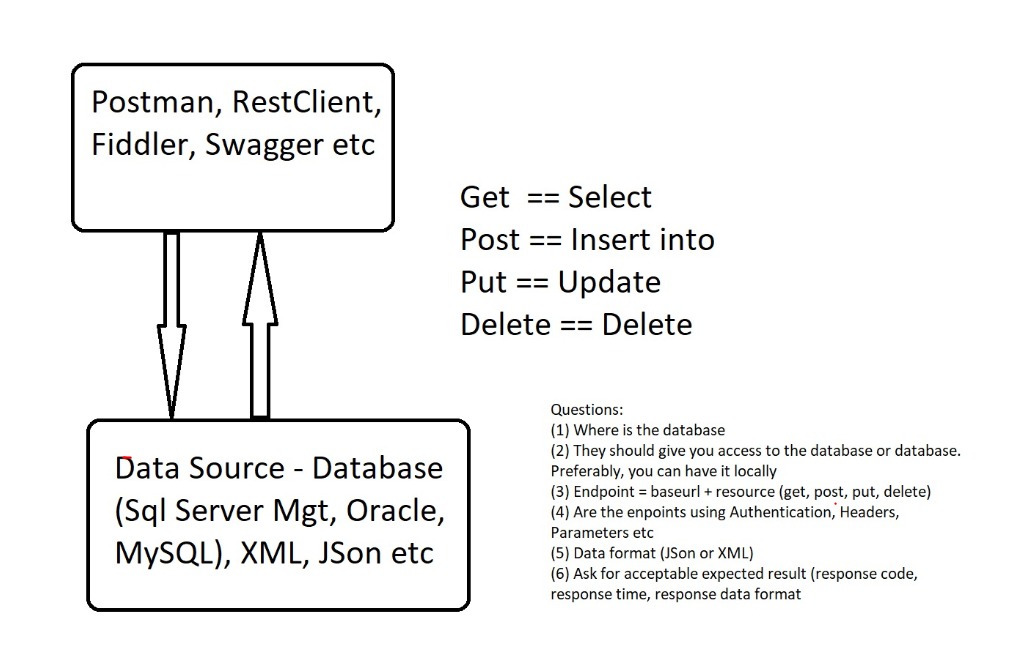 Postman, RestClient,
Fiddler, Swagger etc
Get == Select
Post == Insert into
Put == Update
Delete == Delete
Data Source - Database
(Sql Server Mgt, Oracle,
MySQL), XML, JSon etc
Questions:
(1) Where is the database
(2) They should give you access to the database or database.
Preferably, you can have it locally
(3) Endpoint = baseurl + resource (get, post, put, delete)
(4) Are the enpoints using Authentication, Headers,
Parameters etc
(5) Data format (JSon or XML)
(6) Ask for acceptable expected result (response code,
response time, response data format